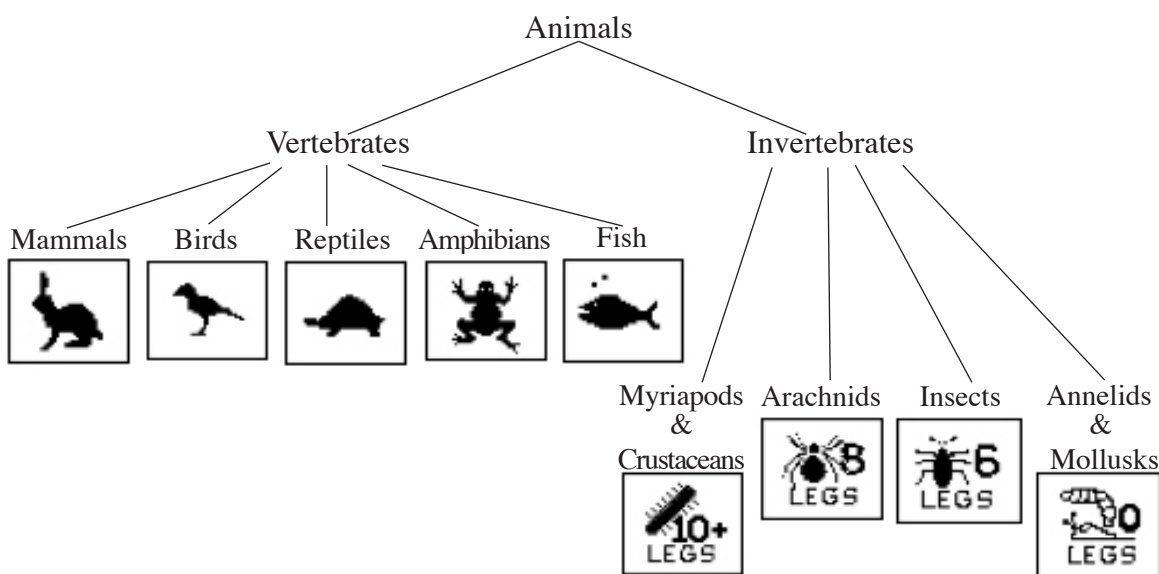 Animals
Vertebrates
Invertebrates
Mammals
Birds
Reptiles
Amphibians
Fish
Myriapods
&
Crustaceans
10+
LEGS
Arachnids
8
LEGS
Insects
6
LEGS
Annelids
&
Mollusks
0
LEGS